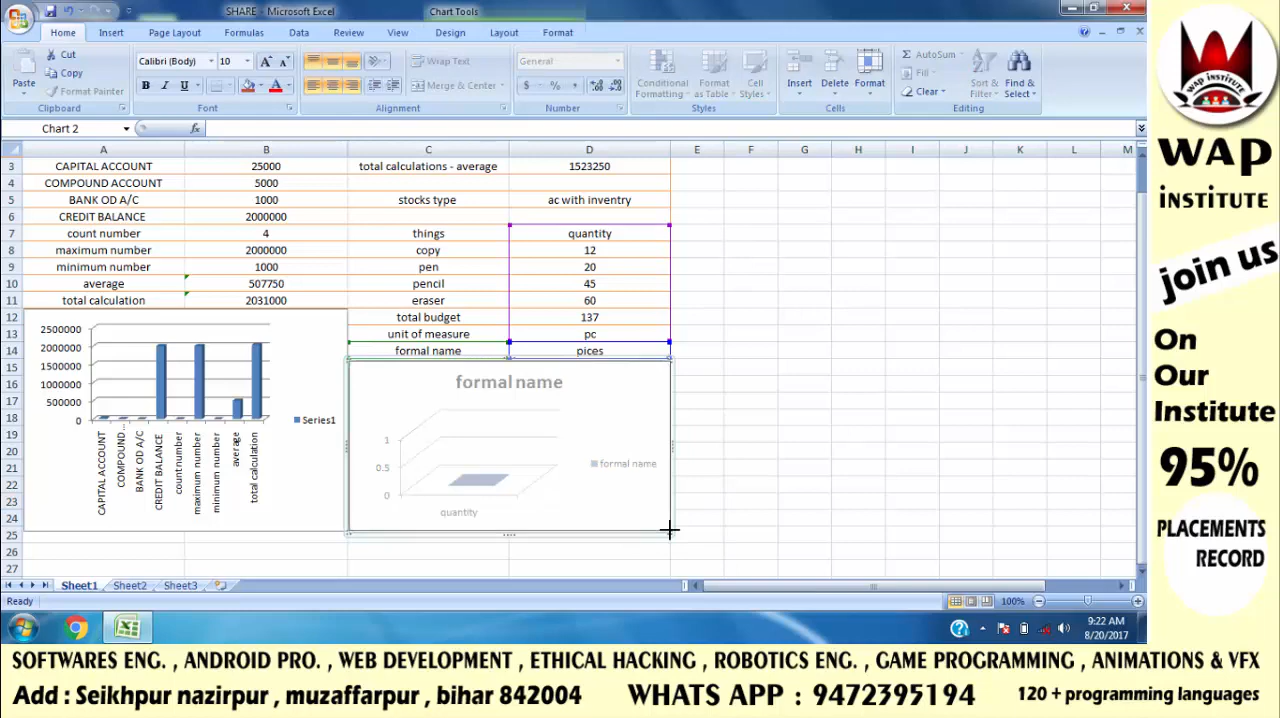 SHARE - Microsoft Excel
Chart Tools
Home Insert Page Layout Formulas Data Review View Design Layout Format
Cut
Copy
Format Painter
Paste
Clipboard
Calibri (Body) 10
B I U
Font
Wrap Text
Merge & Center
Alignment
General
$ % ,
Number
Conditional Formatting
Format as Table
Cell Styles
Styles
Insert Delete Format
Cells
AutoSum
Fill
Clear
Sort & Filter
Find & Select
Editing
Chart 2 fx
A B C D E F G H I J K L M
3 CAPITAL ACCOUNT 25000 total calculations - average 1523250
4 COMPOUND ACCOUNT 5000
5 BANK OD A/C 1000 stocks type ac with inventry
6 CREDIT BALANCE 2000000
7 count number 4 things quantity
8 maximum number 2000000 copy 12
9 minimum number 1000 pen 20
10 average 507750 pencil 45
11 total calculation 2031000 eraser 60
12 total budget 137
13 unit of measure pc
14 formal name pices
15
16
17
18
19
20
21
22
23
24
25
26
27
2500000
2000000
1500000
1000000
500000
0
CAPITAL ACCOUNT
COMPOUND...
BANK OD A/C
CREDIT BALANCE
count number
maximum number
minimum number
average
total calculation
Series1
formal name
1
0.5
0
quantity
formal name
Sheet1 Sheet2 Sheet3
Ready
100%
9:22 AM
8/20/2017
wap institute
WAP
iNSTiTUTE
join us
On
Our
Institute
95%
PLACEMENTS
RECORD
SOFTWARES ENG. , ANDROID PRO. , WEB DEVELOPMENT , ETHICAL HACKING , ROBOTICS ENG. , GAME PROGRAMMING , ANIMATIONS & VFX
Add : Seikhpur nazirpur , muzaffarpur , bihar 842004 WHATS APP : 9472395194 120 + programming languages